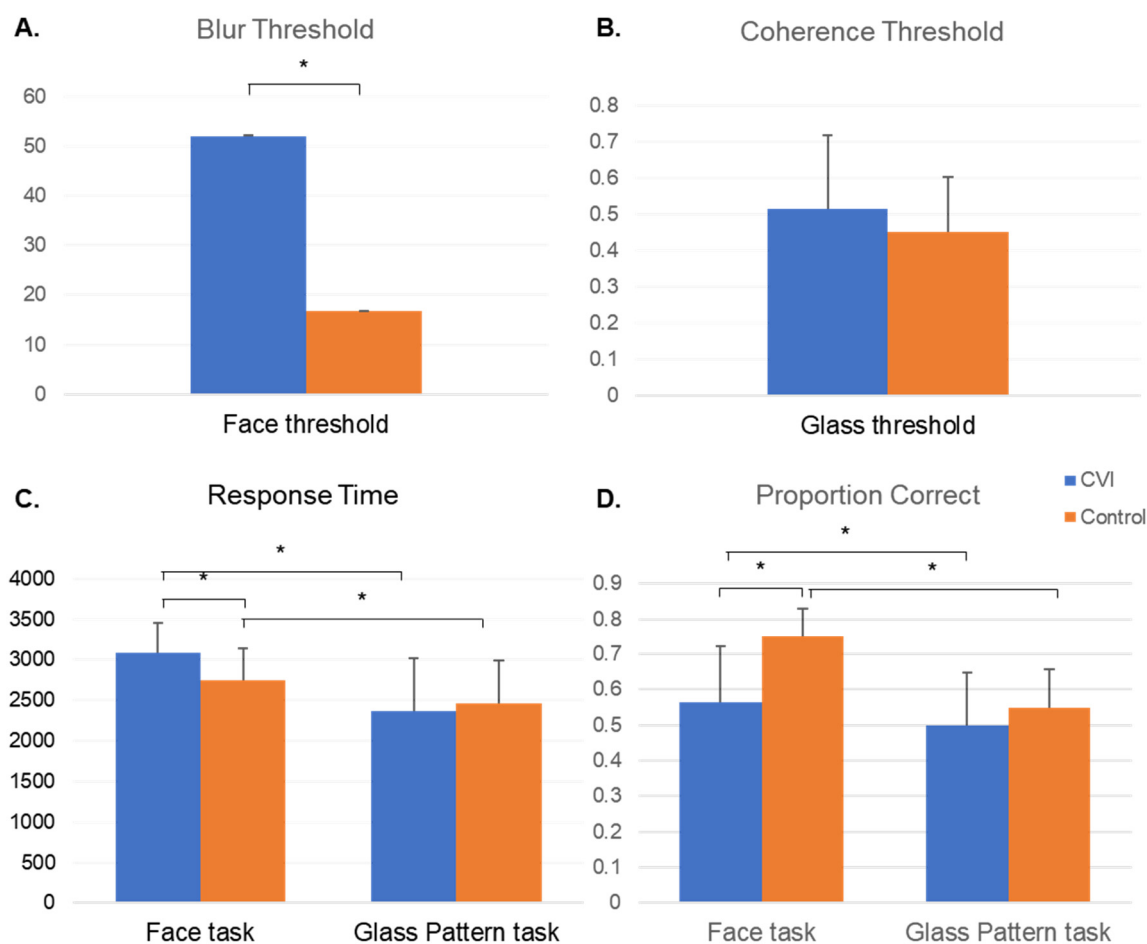 A.
Blur Threshold
*
60
50
40
30
20
10
0
Face threshold
B.
Coherence Threshold
0.8
0.7
0.6
0.5
0.4
0.3
0.2
0.1
0
Glass threshold
C.
Response Time
*
*
*
4000
3500
3000
2500
2000
1500
1000
500
0
Face task
Glass Pattern task
D.
Proportion Correct
CVI
Control
*
*
*
0.9
0.8
0.7
0.6
0.5
0.4
0.3
0.2
0.1
0
Face task
Glass Pattern task